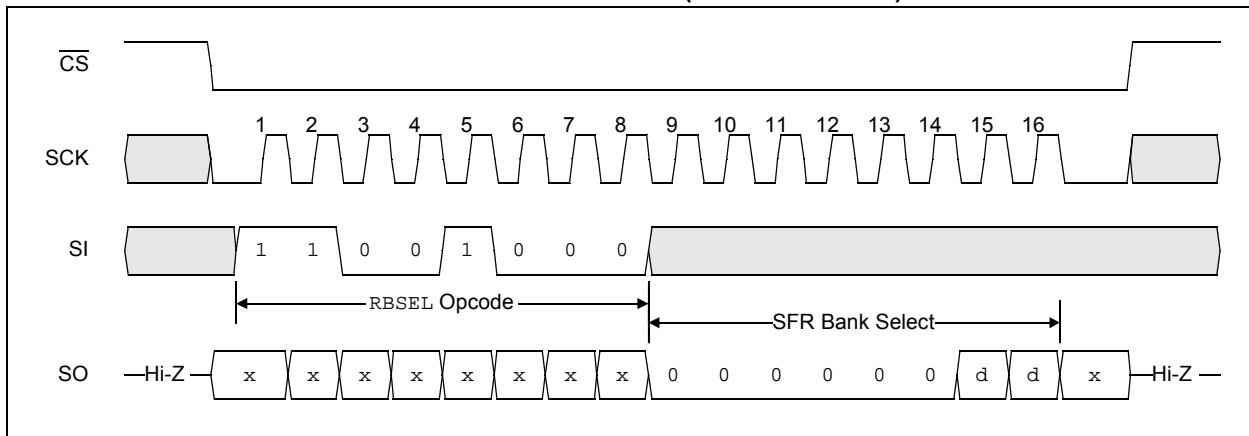 CS
SCK 1 2 3 4 5 6 7 8 9 10 11 12 13 14 15 16
SI 1 1 0 0 1 0 0 0
RBSEL Opcode
SFR Bank Select
SO Hi-Z x x x x x x x x 0 0 0 0 0 0 d d x Hi-Z